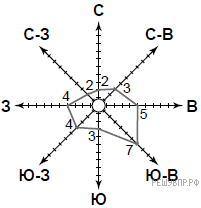 С
С-З С-В
2 2 3
З 4 5 В
4 3 7
Ю-З Ю-В
Ю
РЕШУВПР.РФ